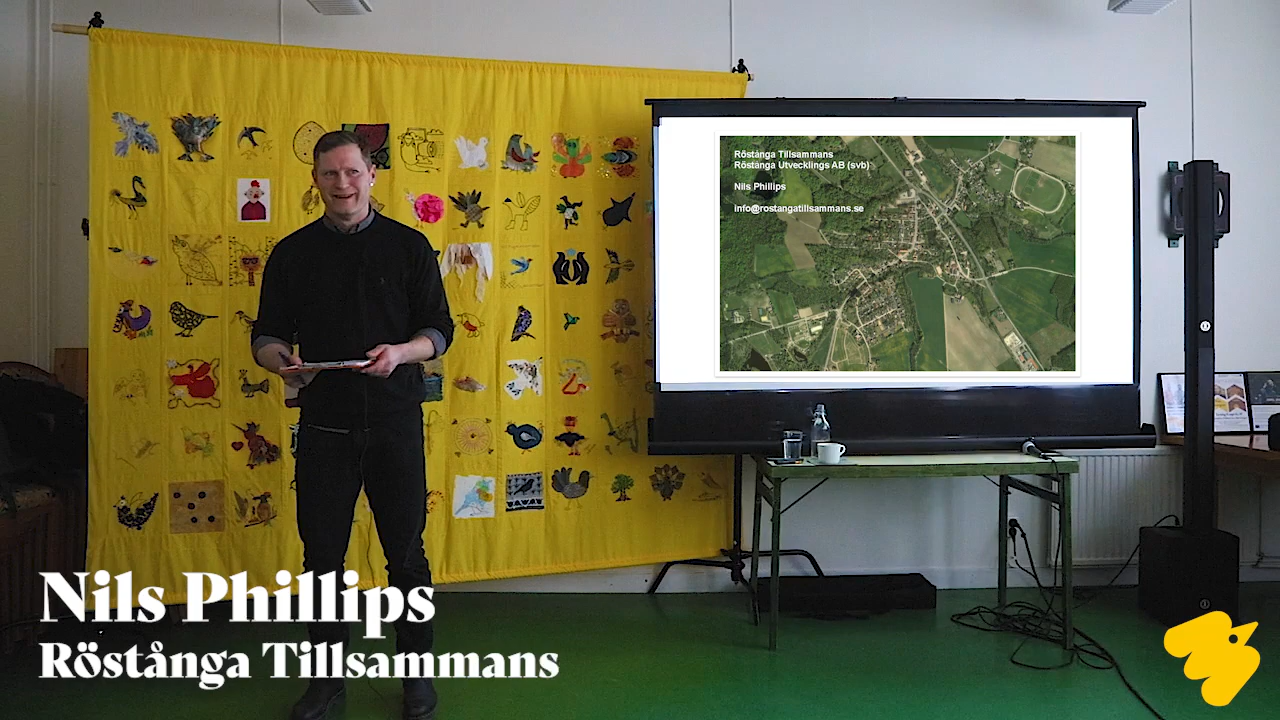 Röstånga Tillsammans
Röstånga Utvecklings AB (svb)
Nils Phillips
info@rostangatillsammans.se
Nils Phillips
Röstånga Tillsammans